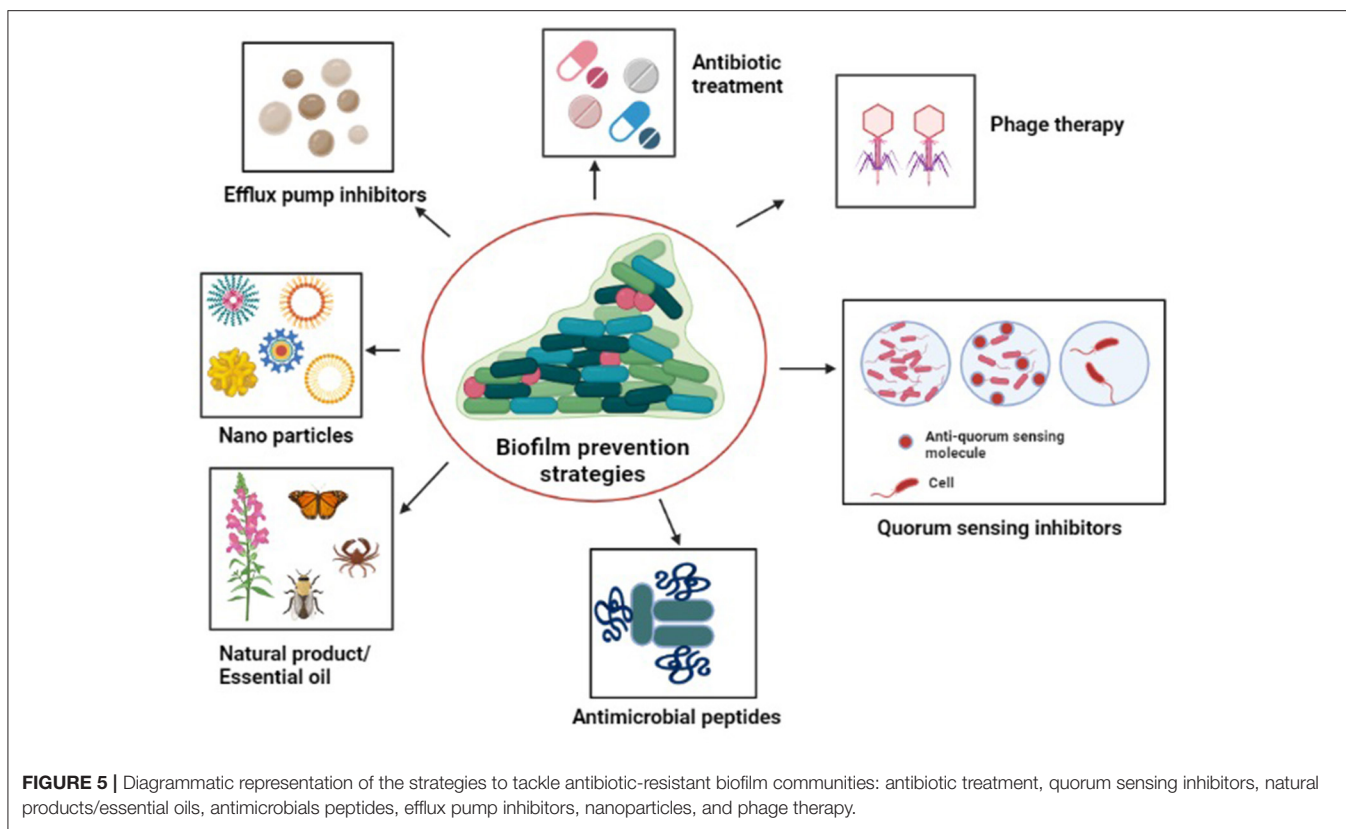 Antibiotic
treatment
Phage therapy
Efflux pump inhibitors
Nano particles
Biofilm prevention
strategies
Anti-quorum sensing
molecule
Cell
Quorum sensing inhibitors
Natural product/
Essential oil
Antimicrobial peptides
FIGURE 5 | Diagrammatic representation of the strategies to tackle antibiotic-resistant biofilm communities: antibiotic treatment, quorum sensing inhibitors, natural
products/essential oils, antimicrobials peptides, efflux pump inhibitors, nanoparticles, and phage therapy.